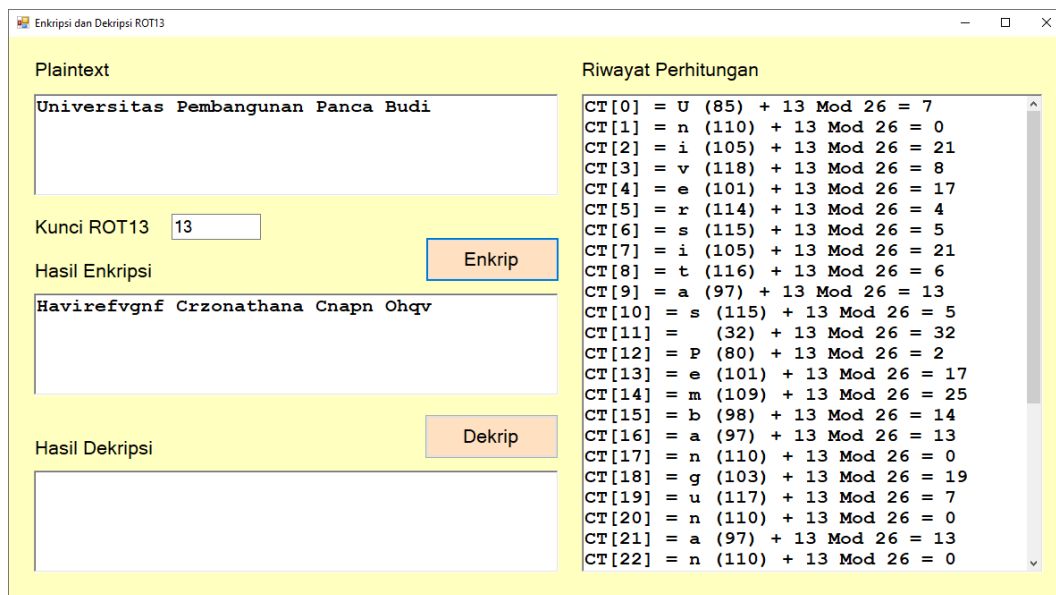 Enkripsi dan Dekripsi ROT13
Plaintext
Universitas Pembangunan Panca Budi
Kunci ROT13 13
Enkrip
Hasil Enkripsi
Havirefvgnf Crzonathana Cnapn Ohqv
Dekrip
Hasil Dekripsi
Riwayat Perhitungan
CT[0] = U (85) + 13 Mod 26 = 7
CT[1] = n (110) + 13 Mod 26 = 0
CT[2] = i (105) + 13 Mod 26 = 21
CT[3] = v (118) + 13 Mod 26 = 8
CT[4] = e (101) + 13 Mod 26 = 17
CT[5] = r (114) + 13 Mod 26 = 4
CT[6] = s (115) + 13 Mod 26 = 5
CT[7] = i (105) + 13 Mod 26 = 21
CT[8] = t (116) + 13 Mod 26 = 6
CT[9] = a (97) + 13 Mod 26 = 13
CT[10] = s (115) + 13 Mod 26 = 5
CT[11] =   (32) + 13 Mod 26 = 32
CT[12] = P (80) + 13 Mod 26 = 2
CT[13] = e (101) + 13 Mod 26 = 17
CT[14] = m (109) + 13 Mod 26 = 25
CT[15] = b (98) + 13 Mod 26 = 14
CT[16] = a (97) + 13 Mod 26 = 13
CT[17] = n (110) + 13 Mod 26 = 0
CT[18] = g (103) + 13 Mod 26 = 19
CT[19] = u (117) + 13 Mod 26 = 7
CT[20] = n (110) + 13 Mod 26 = 0
CT[21] = a (97) + 13 Mod 26 = 13
CT[22] = n (110) + 13 Mod 26 = 0